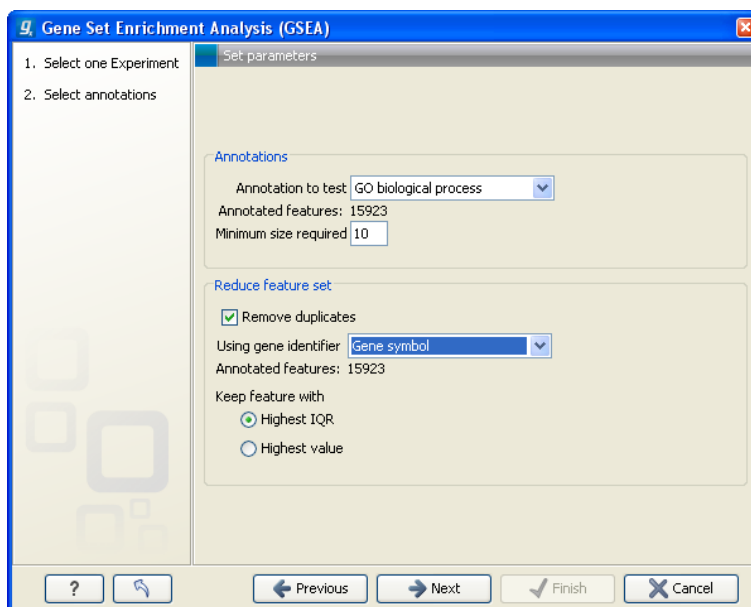 Gene Set Enrichment Analysis (GSEA)
1. Select one Experiment
2. Select annotations
Set parameters
Annotations
Annotation to test GO biological process
Annotated features: 15923
Minimum size required 10
Reduce feature set
Remove duplicates
Using gene identifier Gene symbol
Annotated features: 15923
Keep feature with
Highest IQR
Highest value
? Previous Next Finish Cancel